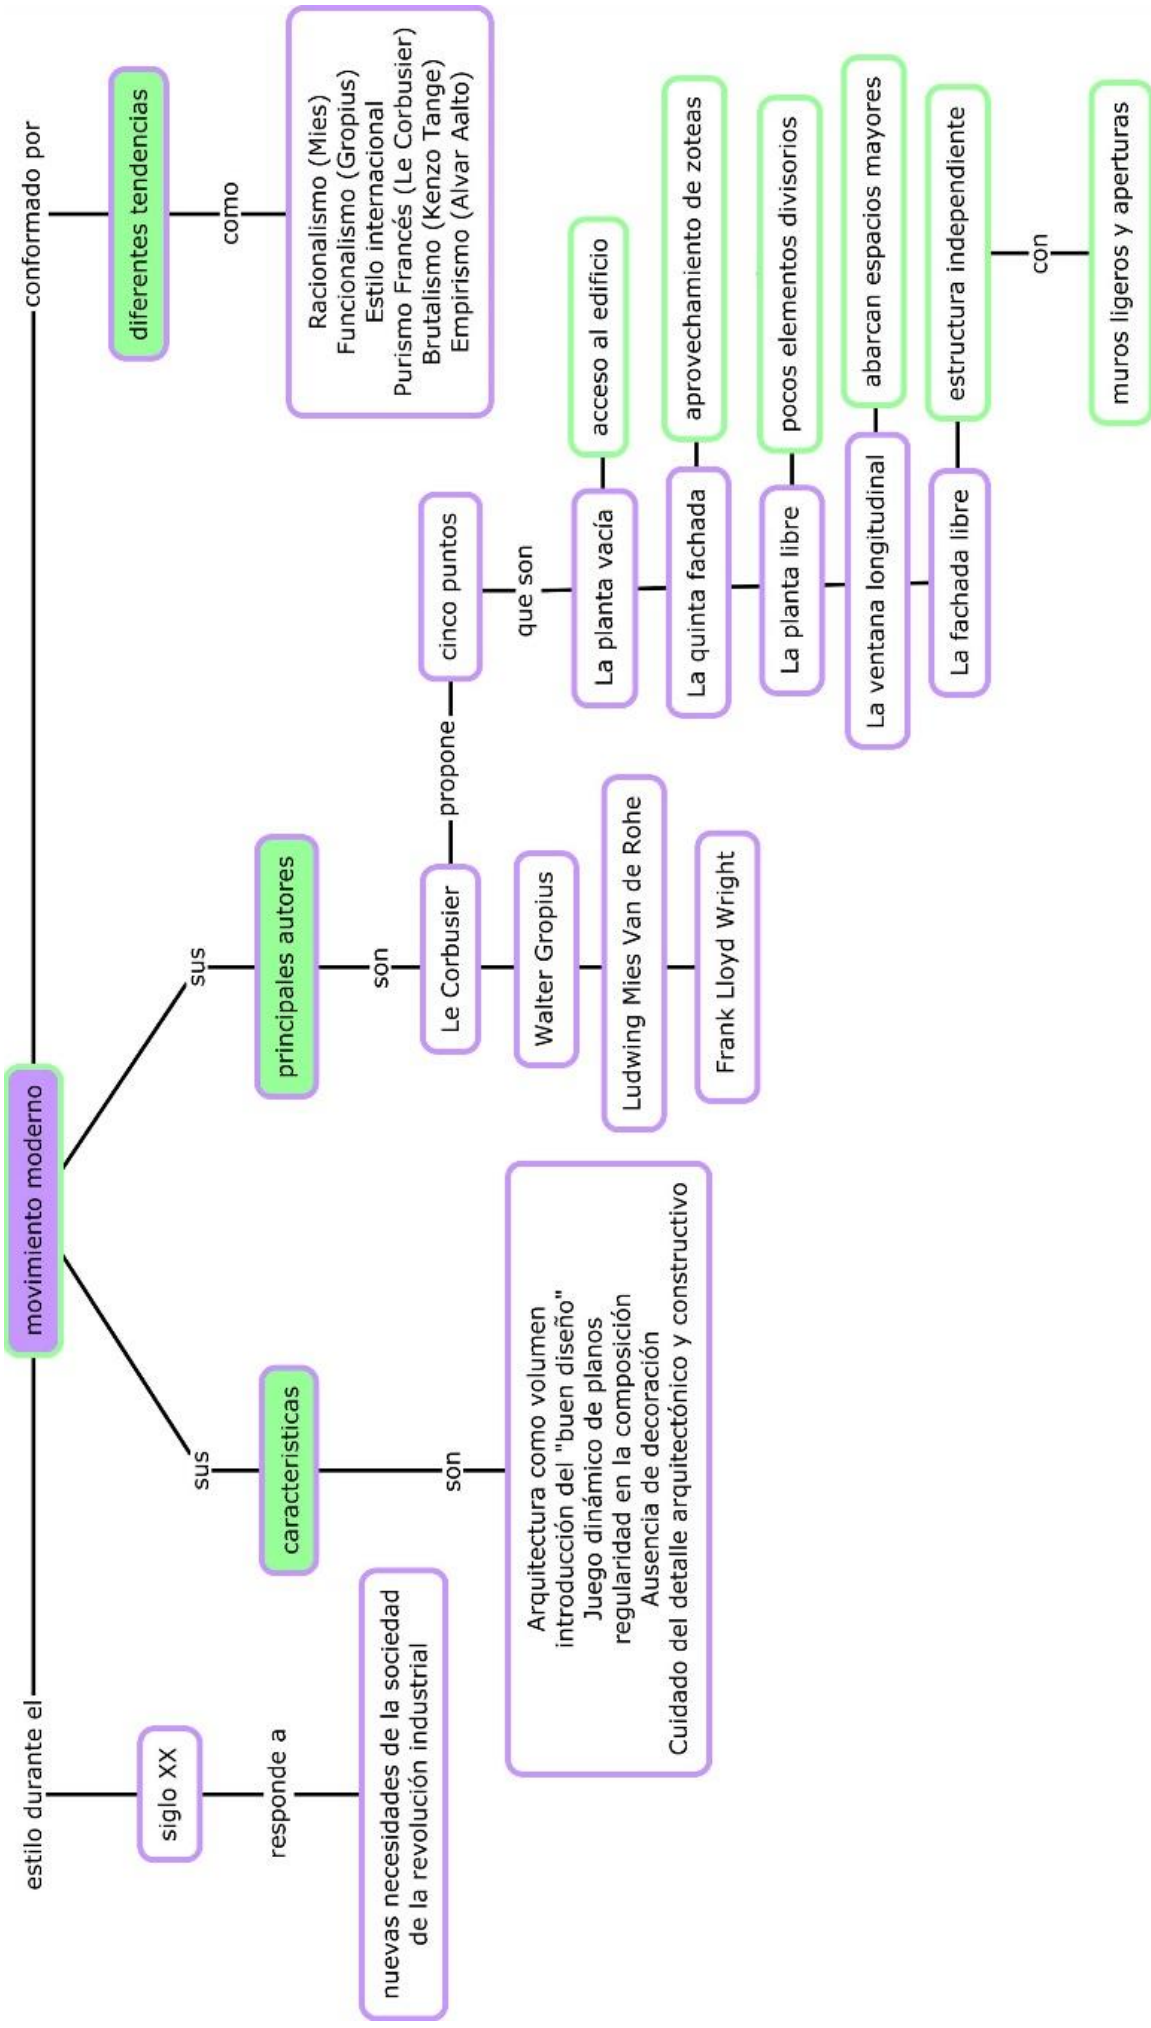 movimiento moderno
estilo durante el
siglo XX
responde a
nuevas necesidades de la sociedad
de la revolución industrial
sus
caracteristicas
son
Arquitectura como volumen
introducción del "buen diseño"
Juego dinámico de planos
regularidad en la composición
Ausencia de decoración
Cuidado del detalle arquitectónico y constructivo
sus
principales autores
son
Le Corbusier
Walter Gropius
Ludwing Mies Van de Rohe
Frank Lloyd Wright
propone
cinco puntos
que son
La planta vacía
acceso al edificio
La quinta fachada
aprovechamiento de zoteas
La planta libre
pocos elementos divisorios
La ventana longitudinal
abarcan espacios mayores
La fachada libre
estructura independiente
con
muros ligeros y aperturas
conformado por
diferentes tendencias
como
Racionalismo (Mies)
Funcionalismo (Gropius)
Estilo internacional
Purismo Francés (Le Corbusier)
Brutalismo (Kenzo Tange)
Empirismo (Alvar Aalto)